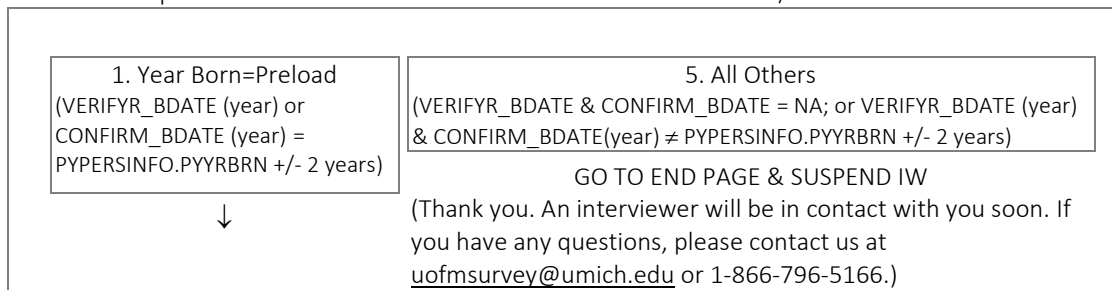 1. Year Born=Preload
(VERIFYR_BDATE (year) or
CONFIRM_BDATE (year) =
PYPERSINFO.PYYRBRN +/- 2 years)
↓
5. All Others
(VERIFYR_BDATE & CONFIRM_BDATE = NA; or VERIFYR_BDATE (year)
& CONFIRM_BDATE(year) ≠ PYPERSINFO.PYYRBRN +/- 2 years)
GO TO END PAGE & SUSPEND IW
(Thank you. An interviewer will be in contact with you soon. If
you have any questions, please contact us at
uofmsurvey@umich.edu or 1-866-796-5166.)